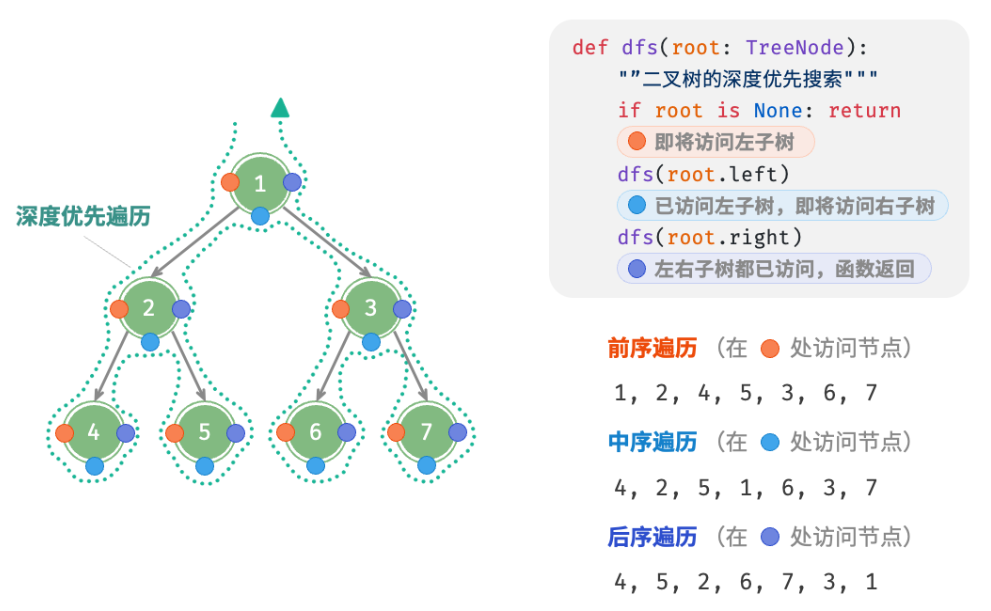 深度优先遍历
1
2
3
4
5
6
7
def dfs(root: TreeNode):
"”二叉树的深度优先搜索"""
if root is None: return
即将访问左子树
dfs(root.left)
已访问左子树，即将访问右子树
dfs(root.right)
左右子树都已访问，函数返回
前序遍历（在 处访问节点）
1, 2, 4, 5, 3, 6, 7
中序遍历（在 处访问节点）
4, 2, 5, 1, 6, 3, 7
后序遍历（在 处访问节点）
4, 5, 2, 6, 7, 3, 1